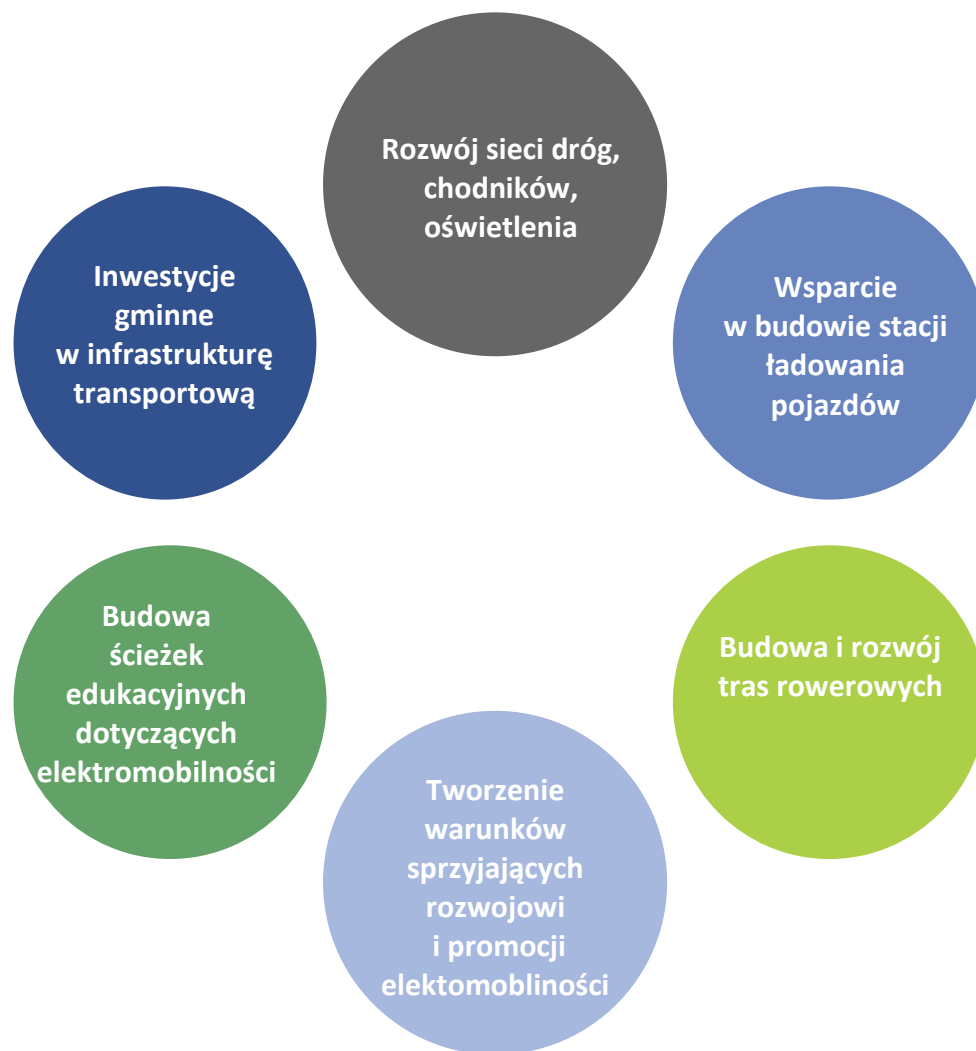 Rozwój sieci dróg,
chodników,
oświetlenia
Wsparcie
w budowie stacji
ładowania
pojazdów
Budowa i rozwój
tras rowerowych
Tworzenie
warunków
sprzyjających
rozwojowi
i promocji
elektomobliności
Budowa
ścieżek
edukacyjnych
dotyczących
elektromobilności
Inwestycje
gminne
w infrastrukturę
transportową